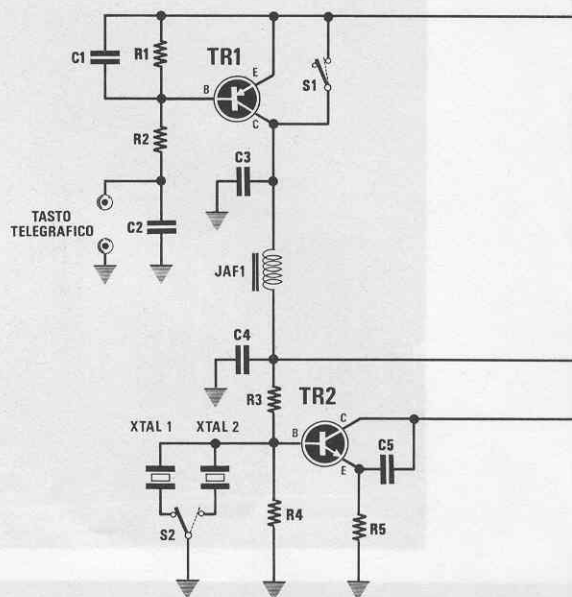 C1
R1
TR1
E
B
C
S1
R2
C3
TASTO
TELEGRAFICO
C2
JAF1
C4
R3
TR2
XTAL 1
XTAL 2
C
B
E
C5
S2
R4
R5